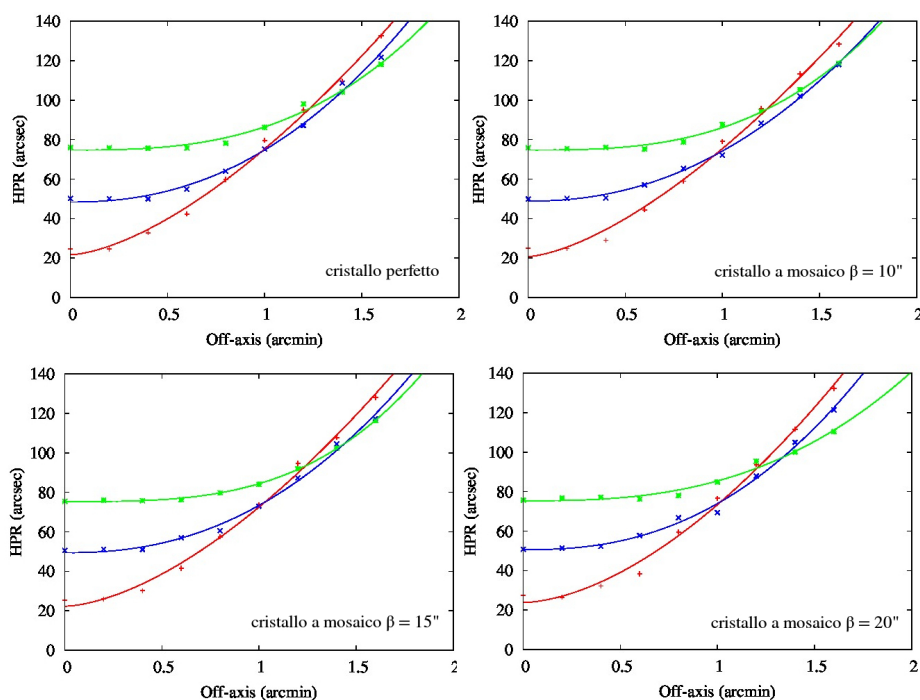 140
120
100
80
60
40
20
0
HPR (arcsec)
cristallo perfetto
0 0.5 1 1.5 2
Off-axis (arcmin)
140
120
100
80
60
40
20
0
HPR (arcsec)
cristallo a mosaico β = 10"
0 0.5 1 1.5 2
Off-axis (arcmin)
140
120
100
80
60
40
20
0
HPR (arcsec)
cristallo a mosaico β = 15"
0 0.5 1 1.5 2
Off-axis (arcmin)
140
120
100
80
60
40
20
0
HPR (arcsec)
cristallo a mosaico β = 20"
0 0.5 1 1.5 2
Off-axis (arcmin)